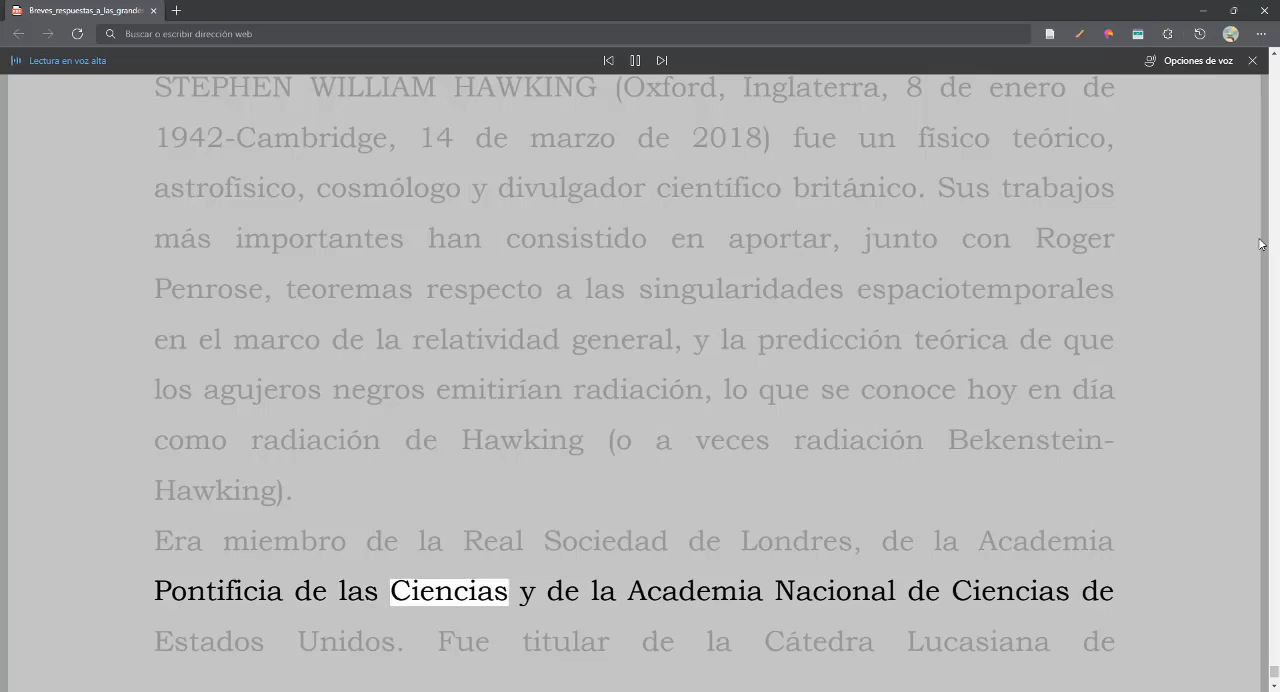 Breves_respuestas_a_las_grande
Buscar o escribir dirección web
Lectura en voz alta
Opciones de voz
STEPHEN WILLIAM HAWKING (Oxford, Inglaterra, 8 de enero de
1942-Cambridge, 14 de marzo de 2018) fue un físico teórico,
astrofísico, cosmólogo y divulgador científico británico. Sus trabajos
más importantes han consistido en aportar, junto con Roger
Penrose, teoremas respecto a las singularidades espaciotemporales
en el marco de la relatividad general, y la predicción teórica de que
los agujeros negros emitirían radiación, lo que se conoce hoy en día
como radiación de Hawking (o a veces radiación Bekenstein-
Hawking).
Era miembro de la Real Sociedad de Londres, de la Academia
Pontificia de las Ciencias y de la Academia Nacional de Ciencias de
Estados Unidos. Fue titular de la Cátedra Lucasiana de